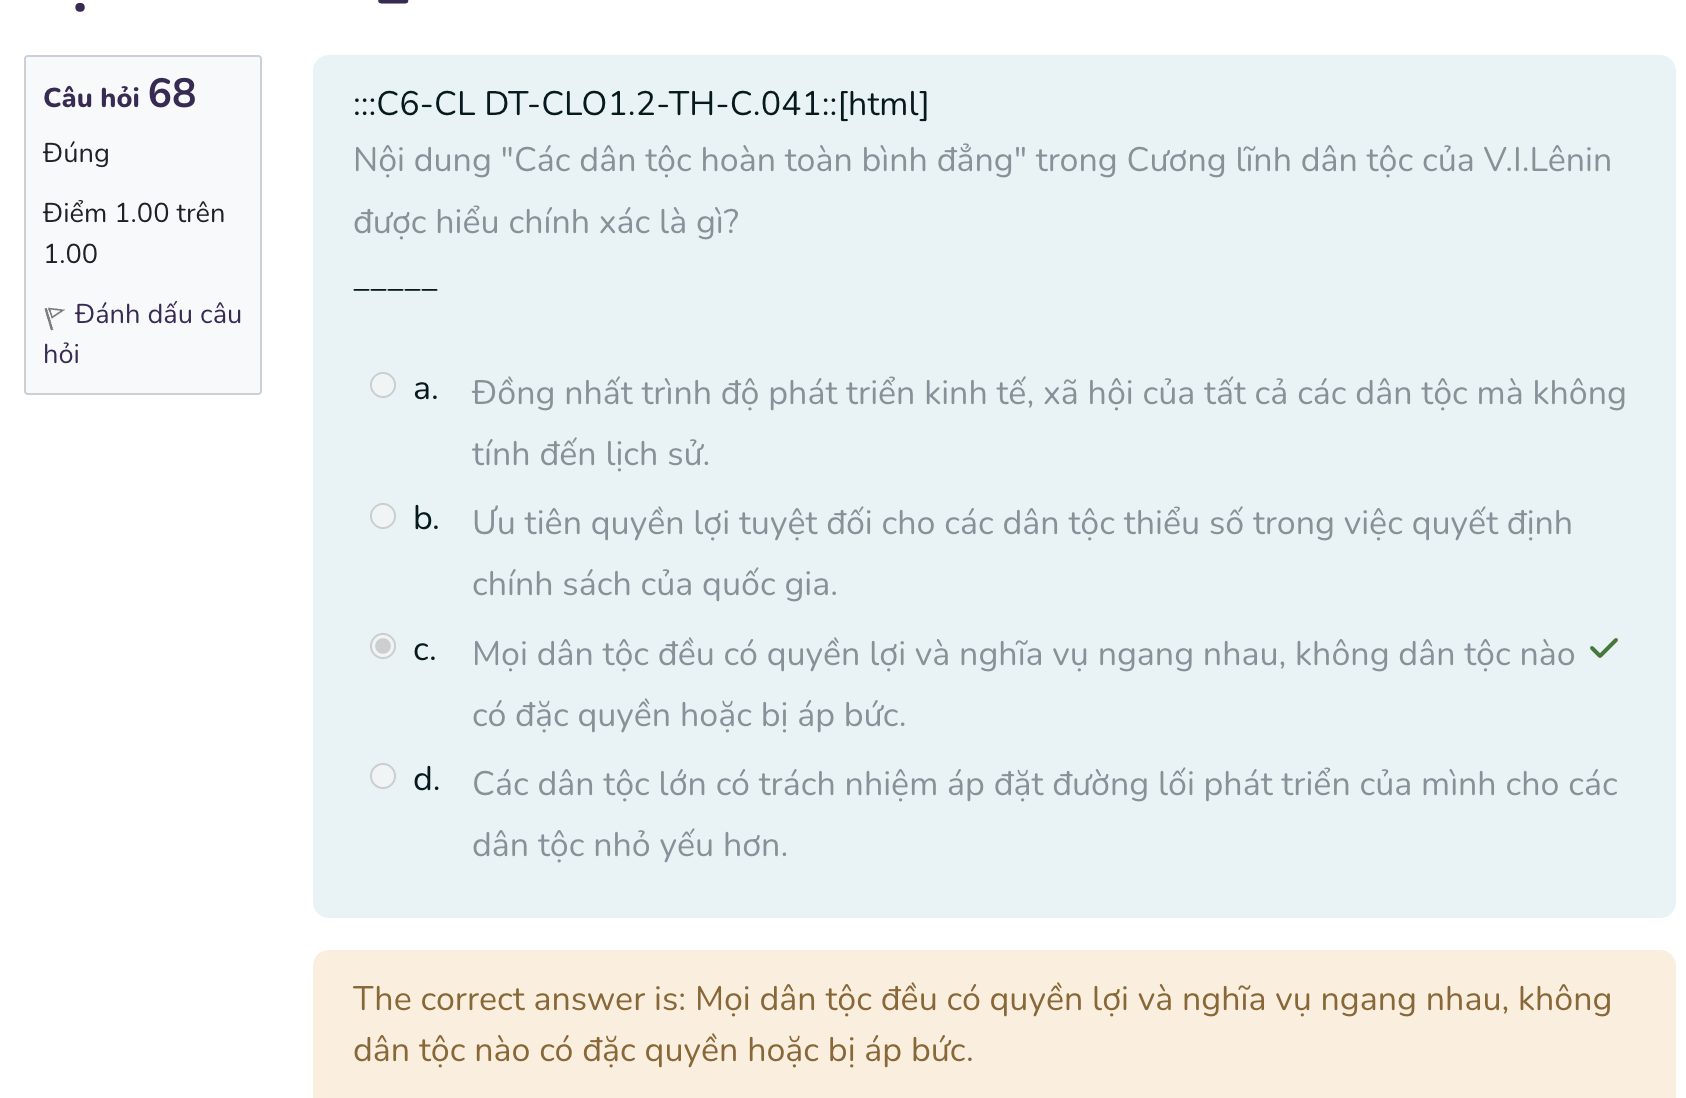 Câu hỏi 68
Đúng
Điểm 1.00 trên
1.00
Đánh dấu câu
hỏi
:::C6-CL DT-CLO1.2-TH-C.041::[html]
Nội dung "Các dân tộc hoàn toàn bình đẳng" trong Cương lĩnh dân tộc của V.I.Lênin
được hiểu chính xác là gì?
_____
a. Đồng nhất trình độ phát triển kinh tế, xã hội của tất cả các dân tộc mà không
tính đến lịch sử.
b. Ưu tiên quyền lợi tuyệt đối cho các dân tộc thiểu số trong việc quyết định
chính sách của quốc gia.
c. Mọi dân tộc đều có quyền lợi và nghĩa vụ ngang nhau, không dân tộc nào
có đặc quyền hoặc bị áp bức.
d. Các dân tộc lớn có trách nhiệm áp đặt đường lối phát triển của mình cho các
dân tộc nhỏ yếu hơn.
The correct answer is: Mọi dân tộc đều có quyền lợi và nghĩa vụ ngang nhau, không
dân tộc nào có đặc quyền hoặc bị áp bức.